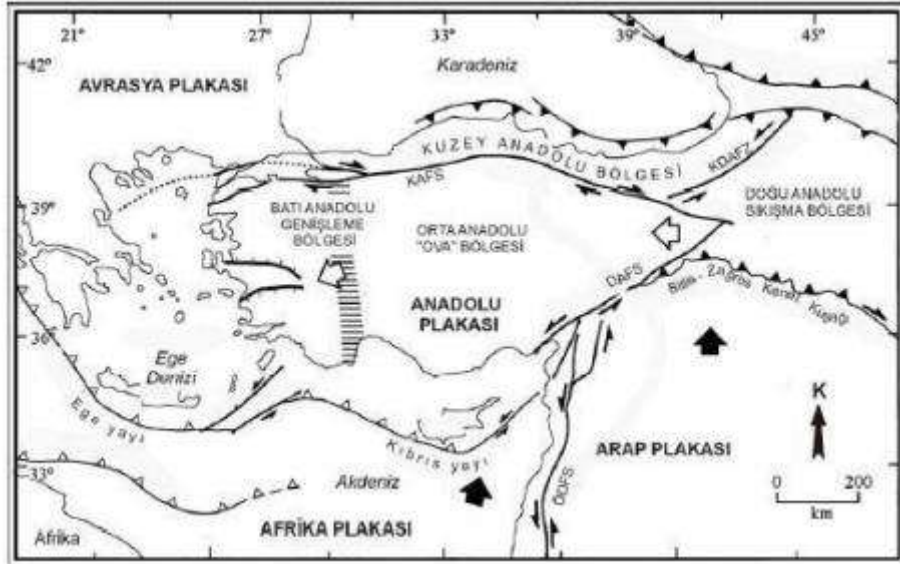 21°
27°
33°
39°
45°
42°
AVRASYA PLAKASI
Karadeniz
KUZEY ANADOLU BÖLGESİ
KAFS
KDAFZ
39°
BATI ANADOLU
GENİŞLEME
BÖLGESİ
ORTA ANADOLU
"OVA" BÖLGESİ
DOĞU ANADOLU
SIKIŞMA BÖLGESİ
DAFS
Bitlis - Zagros Kenet Kuşağı
ANADOLU
PLAKASI
36°
Ege
Denizi
Ege yayı
Kıbrıs yayı
ARAP PLAKASI
K
33°
Akdeniz
ÖDFS
0 200
km
AFRİKA PLAKASI
Afrika